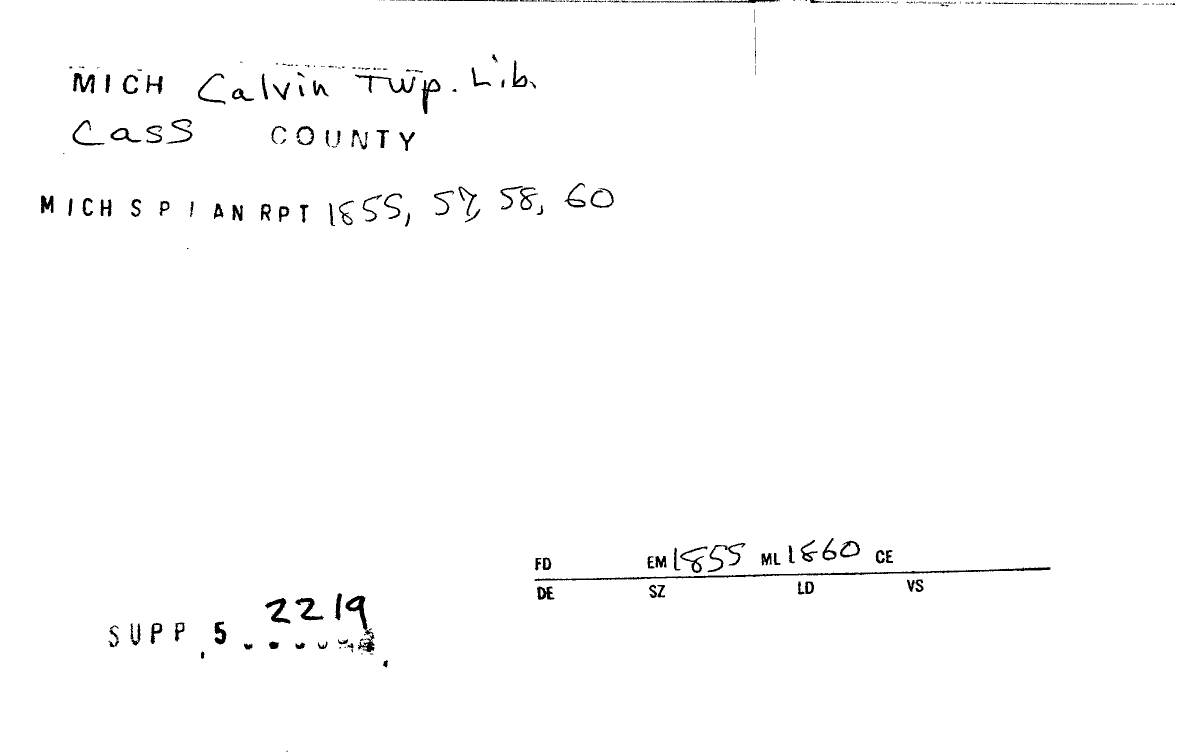 MICH Calvin Twp. Lib.
Cass COUNTY
MICH S P I AN RPT 1855, 57, 58, 60
FD EM 1855 ML 1860 CE
DE SZ LD VS
2219
SUPP 5